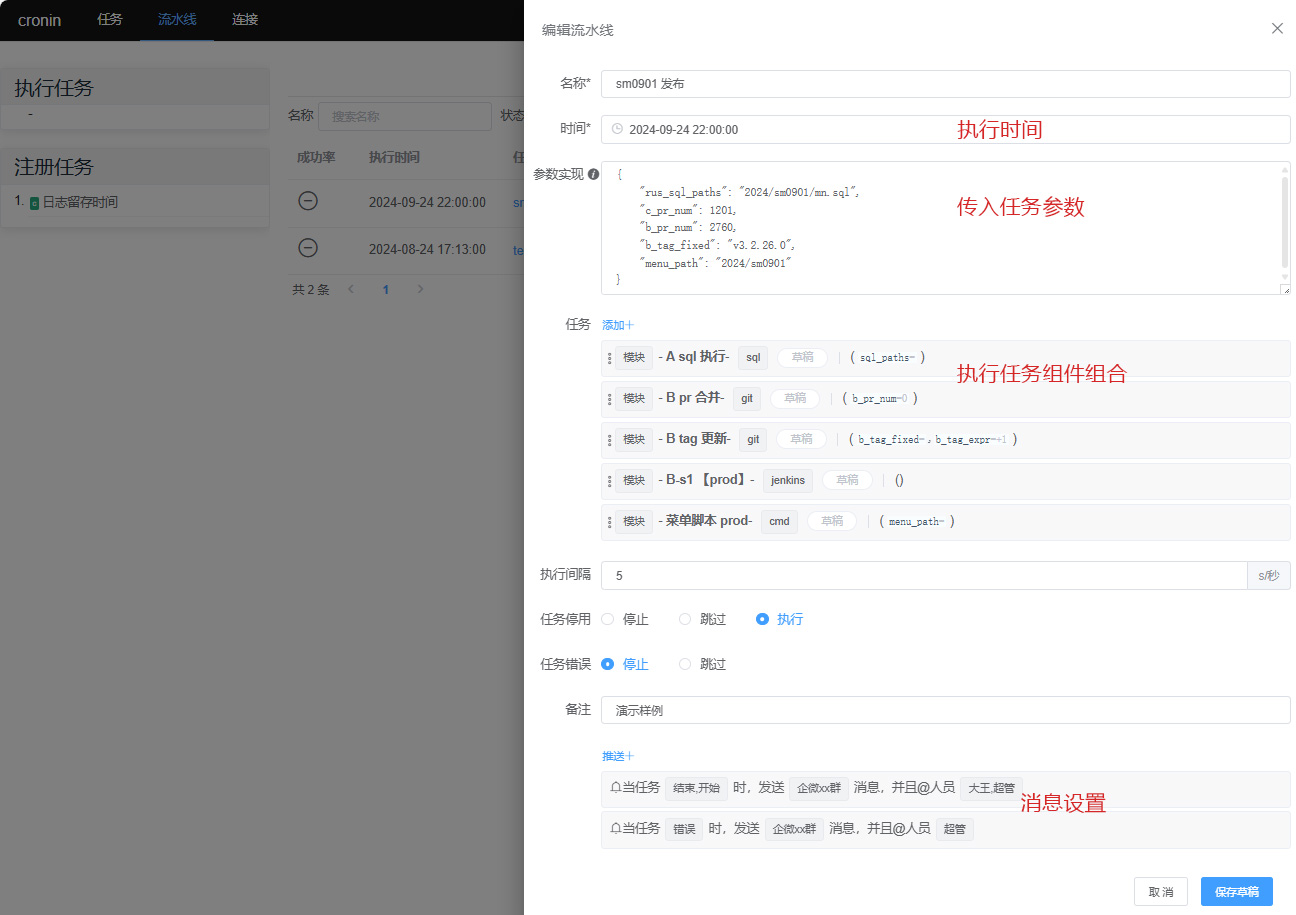 cronin 任务 流水线 连接
执行任务
-
注册任务
1. c 日志留存时间
名称 搜索名称 状态
成功率 执行时间 任
2024-09-24 22:00:00 sr
2024-08-24 17:13:00 te
共 2 条 1
编辑流水线
名称* sm0901 发布
时间* 2024-09-24 22:00:00 执行时间
参数实现 {
"rus_sql_paths": "2024/sm0901/mn.sql",
"c_pr_num": 1201,
"b_pr_num": 2760,
"b_tag_fixed": "v3.2.26.0",
"menu_path": "2024/sm0901"
}
传入任务参数
任务 添加+
模块 - A sql 执行- sql 草稿 | ( sql_paths= )
执行任务组件组合
模块 - B pr 合并- git 草稿 | ( b_pr_num=0 )
模块 - B tag 更新- git 草稿 | ( b_tag_fixed= , b_tag_expr=+1 )
模块 - B-s1 【prod】- jenkins 草稿 | ()
模块 - 菜单脚本 prod- cmd 草稿 | ( menu_path= )
执行间隔 5 s/秒
任务停用 停止 跳过 执行
任务错误 停止 跳过
备注 演示样例
推送+
当任务 结束,开始 时，发送 企微xx群 消息，并且@人员 大王,超管
消息设置
当任务 错误 时，发送 企微xx群 消息，并且@人员 超管
取 消 保存草稿